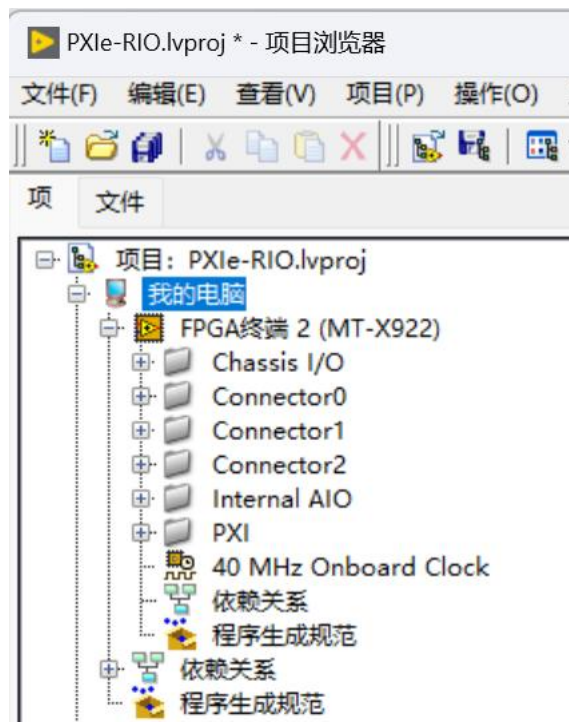 PXIe-RIO.lvproj * - 项目浏览器
文件(F) 编辑(E) 查看(V) 项目(P) 操作(O)
项 文件
项目: PXIe-RIO.lvproj
我的电脑
FPGA终端 2 (MT-X922)
Chassis I/O
Connector0
Connector1
Connector2
Internal AIO
PXI
40 MHz Onboard Clock
依赖关系
程序生成规范
依赖关系
程序生成规范